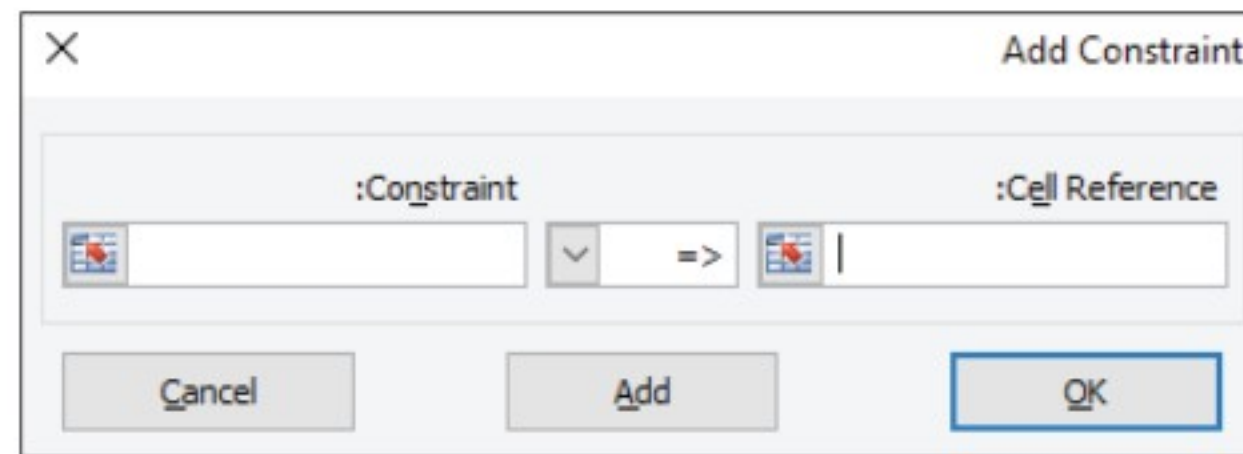 Add Constraint
:Cell Reference
:Constraint
=>
OK
Add
Cancel